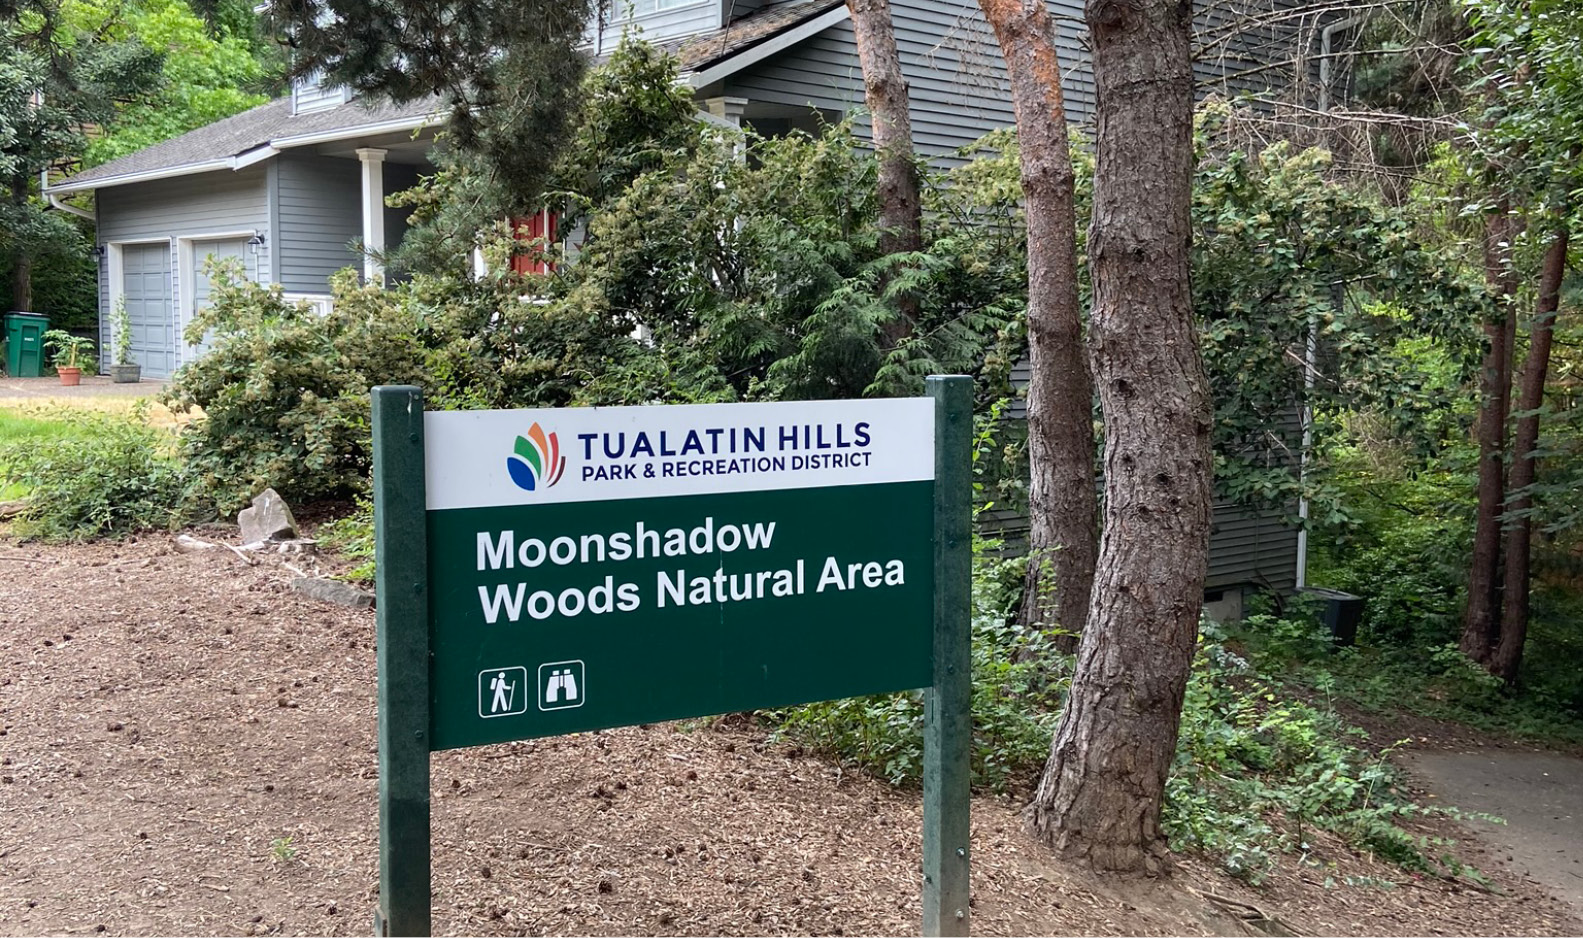 TUALATIN HILLS
PARK & RECREATION DISTRICT
Moonshadow
Woods Natural Area